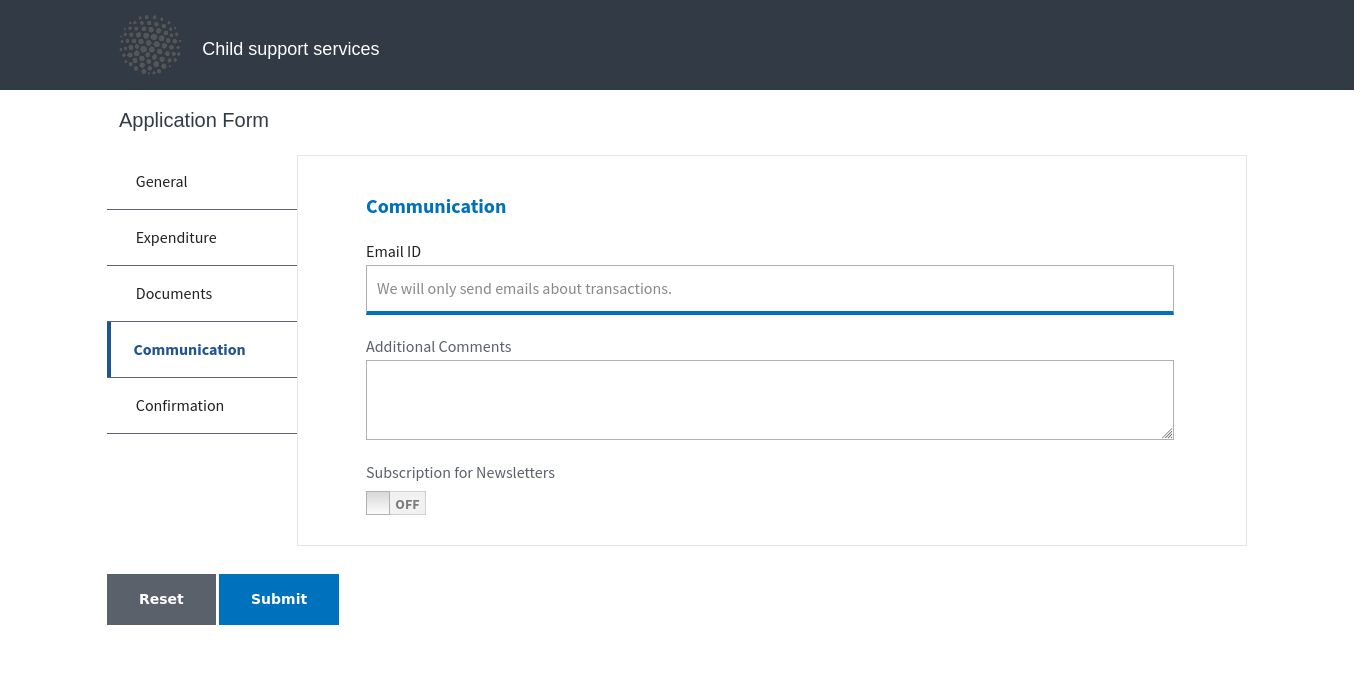 Child support services
Application Form
General
Expenditure
Documents
Communication
Confirmation
Communication
Email ID
We will only send emails about transactions.
Additional Comments
Subscription for Newsletters
OFF
Reset
Submit